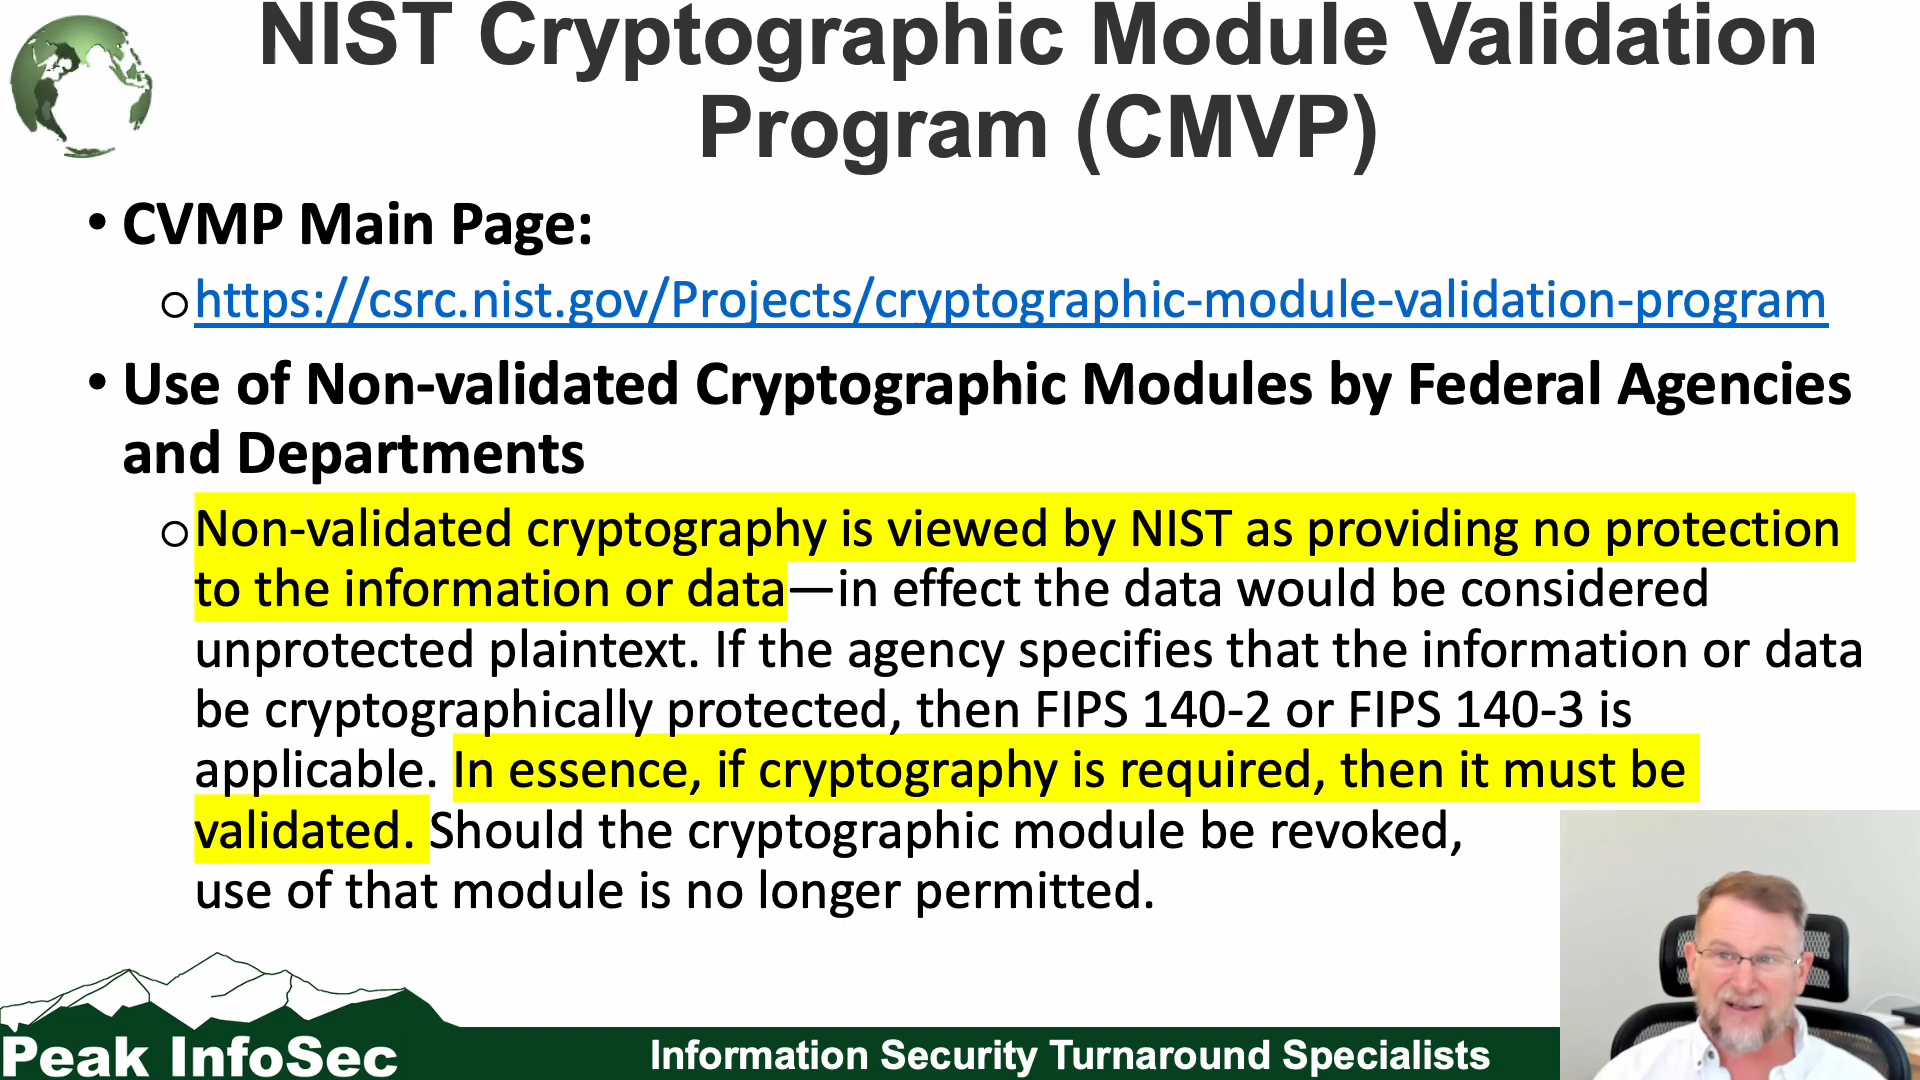 NIST Cryptographic Module Validation
Program (CMVP)
• CVMP Main Page:
o https://csrc.nist.gov/Projects/cryptographic-module-validation-program
• Use of Non-validated Cryptographic Modules by Federal Agencies
and Departments
o Non-validated cryptography is viewed by NIST as providing no protection
to the information or data—in effect the data would be considered
unprotected plaintext. If the agency specifies that the information or data
be cryptographically protected, then FIPS 140-2 or FIPS 140-3 is
applicable. In essence, if cryptography is required, then it must be
validated. Should the cryptographic module be revoked,
use of that module is no longer permitted.
Peak InfoSec
Information Security Turnaround Specialists